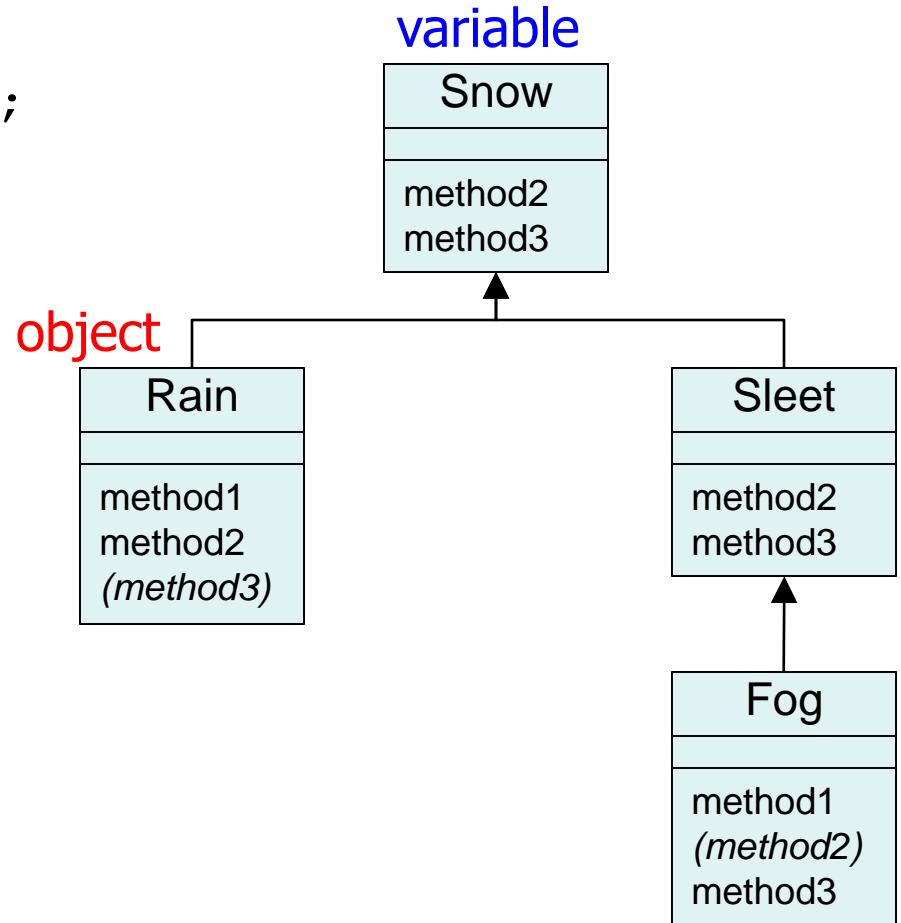 variable
;
Snow
method2
method3
object
Rain
method1
method2
(method3)
Sleet
method2
method3
Fog
method1
(method2)
method3